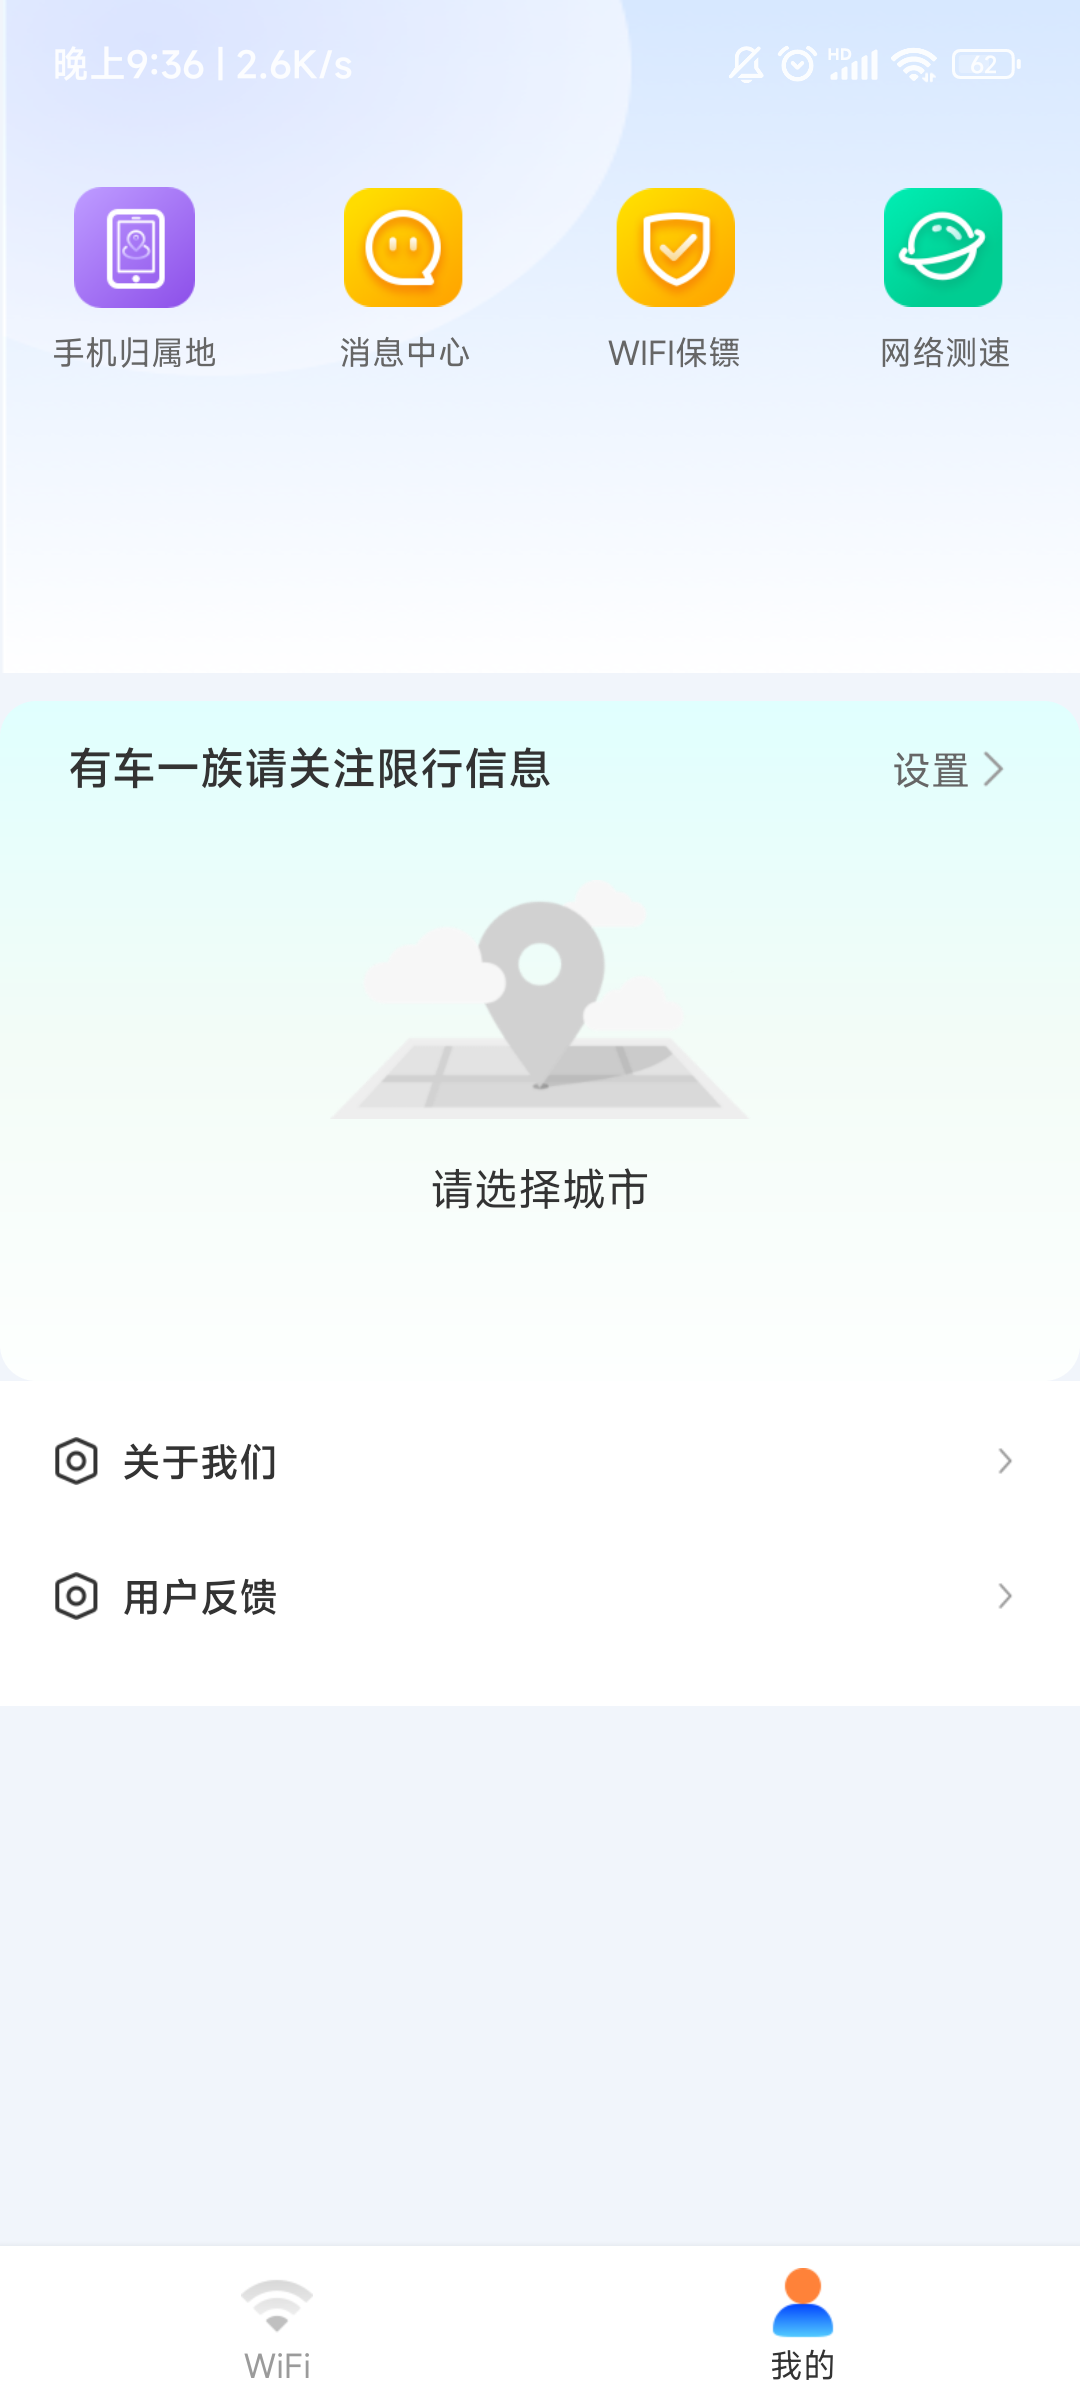 晚上9:36 | 2.6K/s
HD
62
手机归属地 消息中心 WIFI保镖 网络测速
有车一族请关注限行信息 设置
请选择城市
关于我们
用户反馈
WiFi 我的